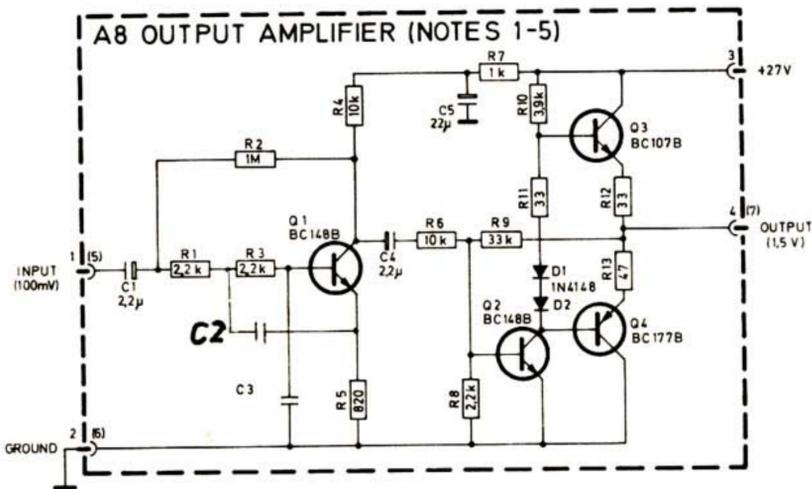 A8 OUTPUT AMPLIFIER (NOTES 1-5)
R7
1k
3
+27V
R4
10k
C5
22µ
R10
3,9k
Q3
BC107B
R2
1M
R11
33
R12
33
Q1
BC148B
R6
10k
R9
33k
4 (7)
OUTPUT
(1,5 V)
1 (5)
INPUT
(100mV)
C1
2,2µ
R1
2,2k
R3
2,2k
C4
2,2µ
D1
1N4148
D2
R13
47
Q2
BC148B
Q4
BC177B
C2
C3
R5
820
R8
2,2k
2 (6)
GROUND